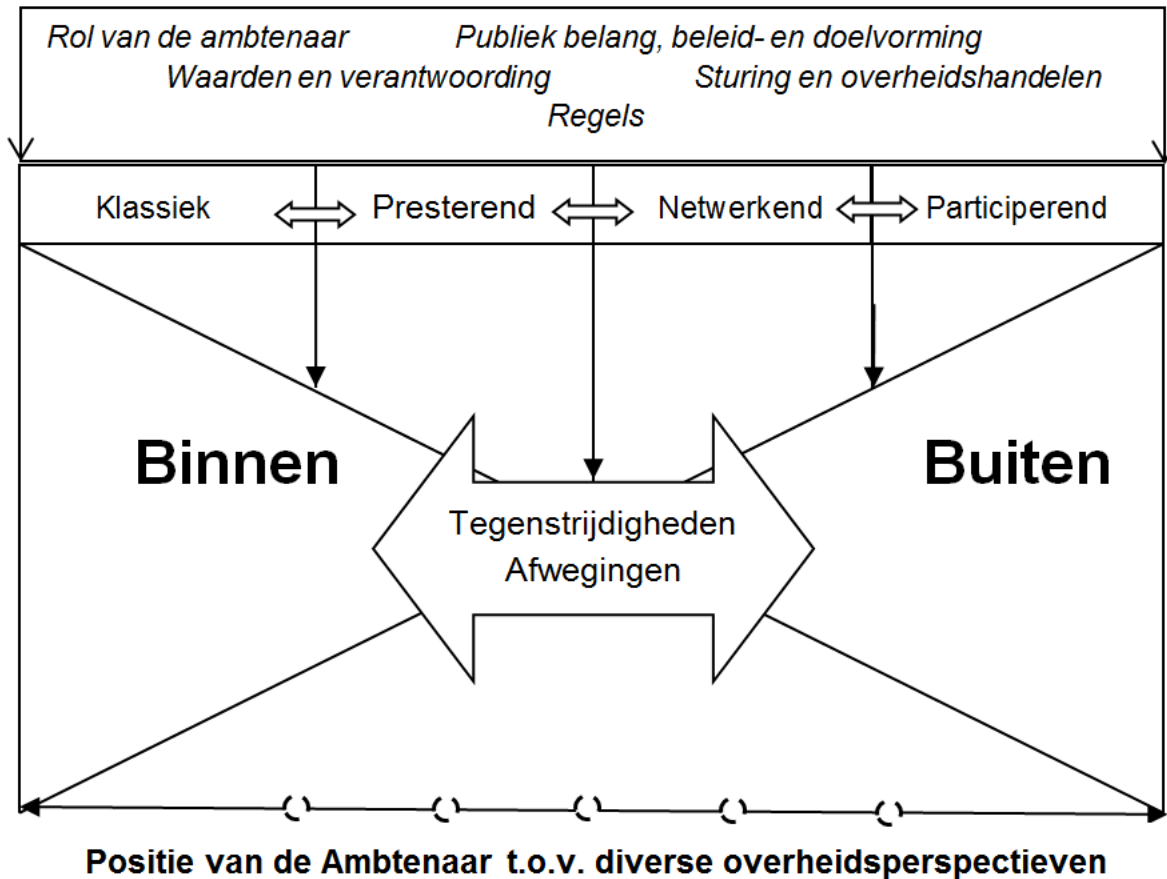 Rol van de ambtenaar Publiek belang, beleid- en doelvorming
Waarden en verantwoording Sturing en overheidshandelen
Regels
Klassiek Presterend Netwerkend Participerend
Binnen Buiten
Tegenstrijdigheden
Afwegingen
Positie van de Ambtenaar t.o.v. diverse overheidsperspectieven